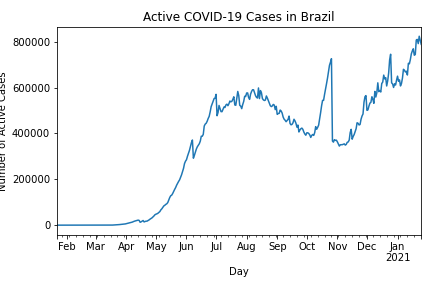 Active COVID-19 Cases in Brazil
Number of Active Cases
800000
600000
400000
200000
0
Feb Mar Apr May Jun Jul Aug Sep Oct Nov Dec Jan
2021
Day